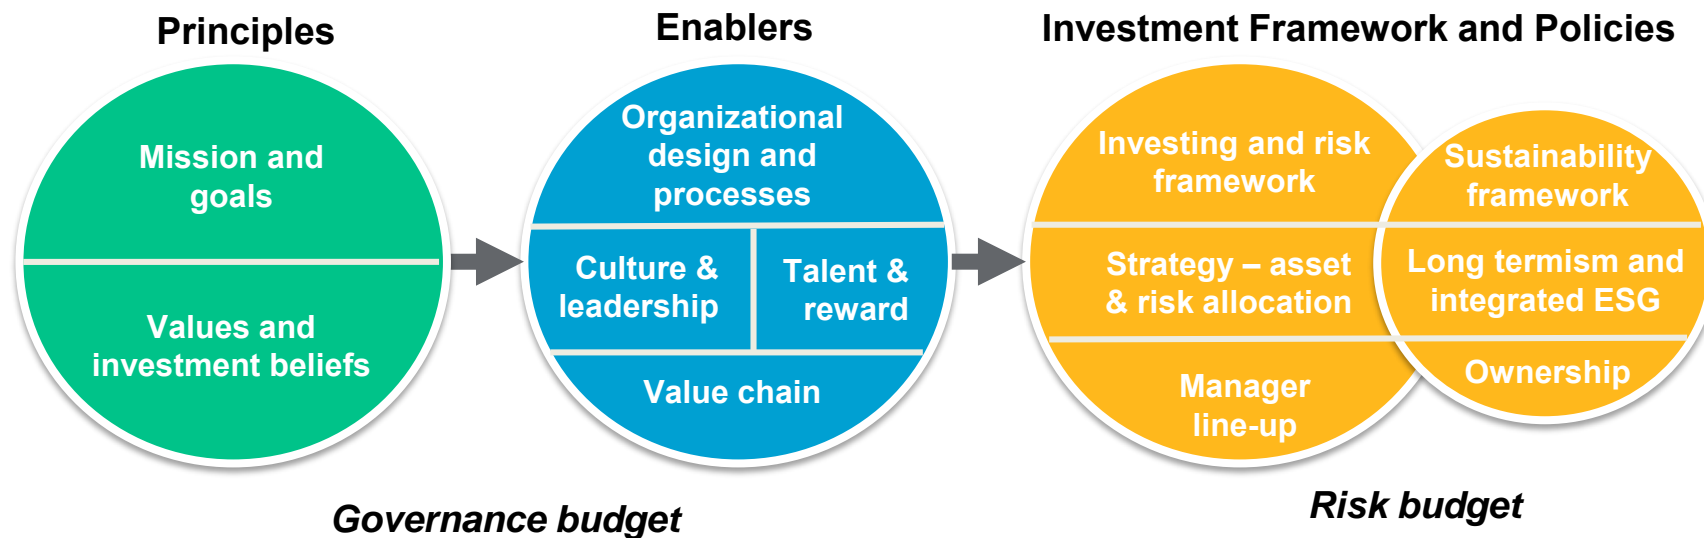 Principles
Mission and
goals
Values and
investment beliefs
Enablers
Organizational
design and
processes
Culture &
leadership
Talent &
reward
Value chain
Investment Framework and Policies
Investing and risk
framework
Strategy – asset
& risk allocation
Manager
line-up
Sustainability
framework
Long termism and
integrated ESG
Ownership
Governance budget
Risk budget